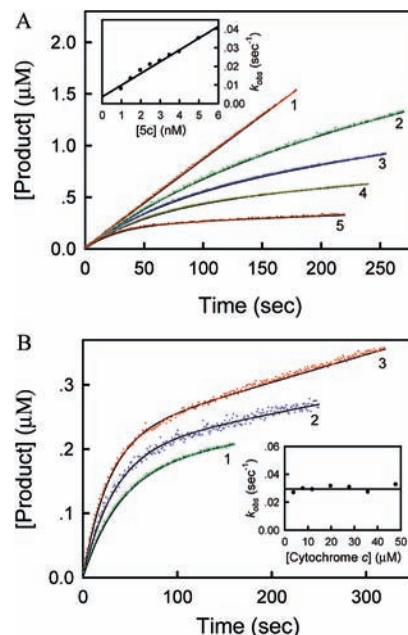 A
2.0
1.5
1.0
.5
0.0
[Product] (μM)
.04
.03
.02
.01
0.00
k_obs (sec⁻¹)
0 1 2 3 4 5 6
[5c] (nM)
1
2
3
4
5
0 50 100 150 200 250
Time (sec)
B
.3
.2
.1
0.0
[Product] (μM)
3
2
1
0.06
0.04
0.02
0.00
k_obs (sec⁻¹)
0 10 20 30 40 50
[Cytochrome c] (μM)
0 100 200 300
Time (sec)